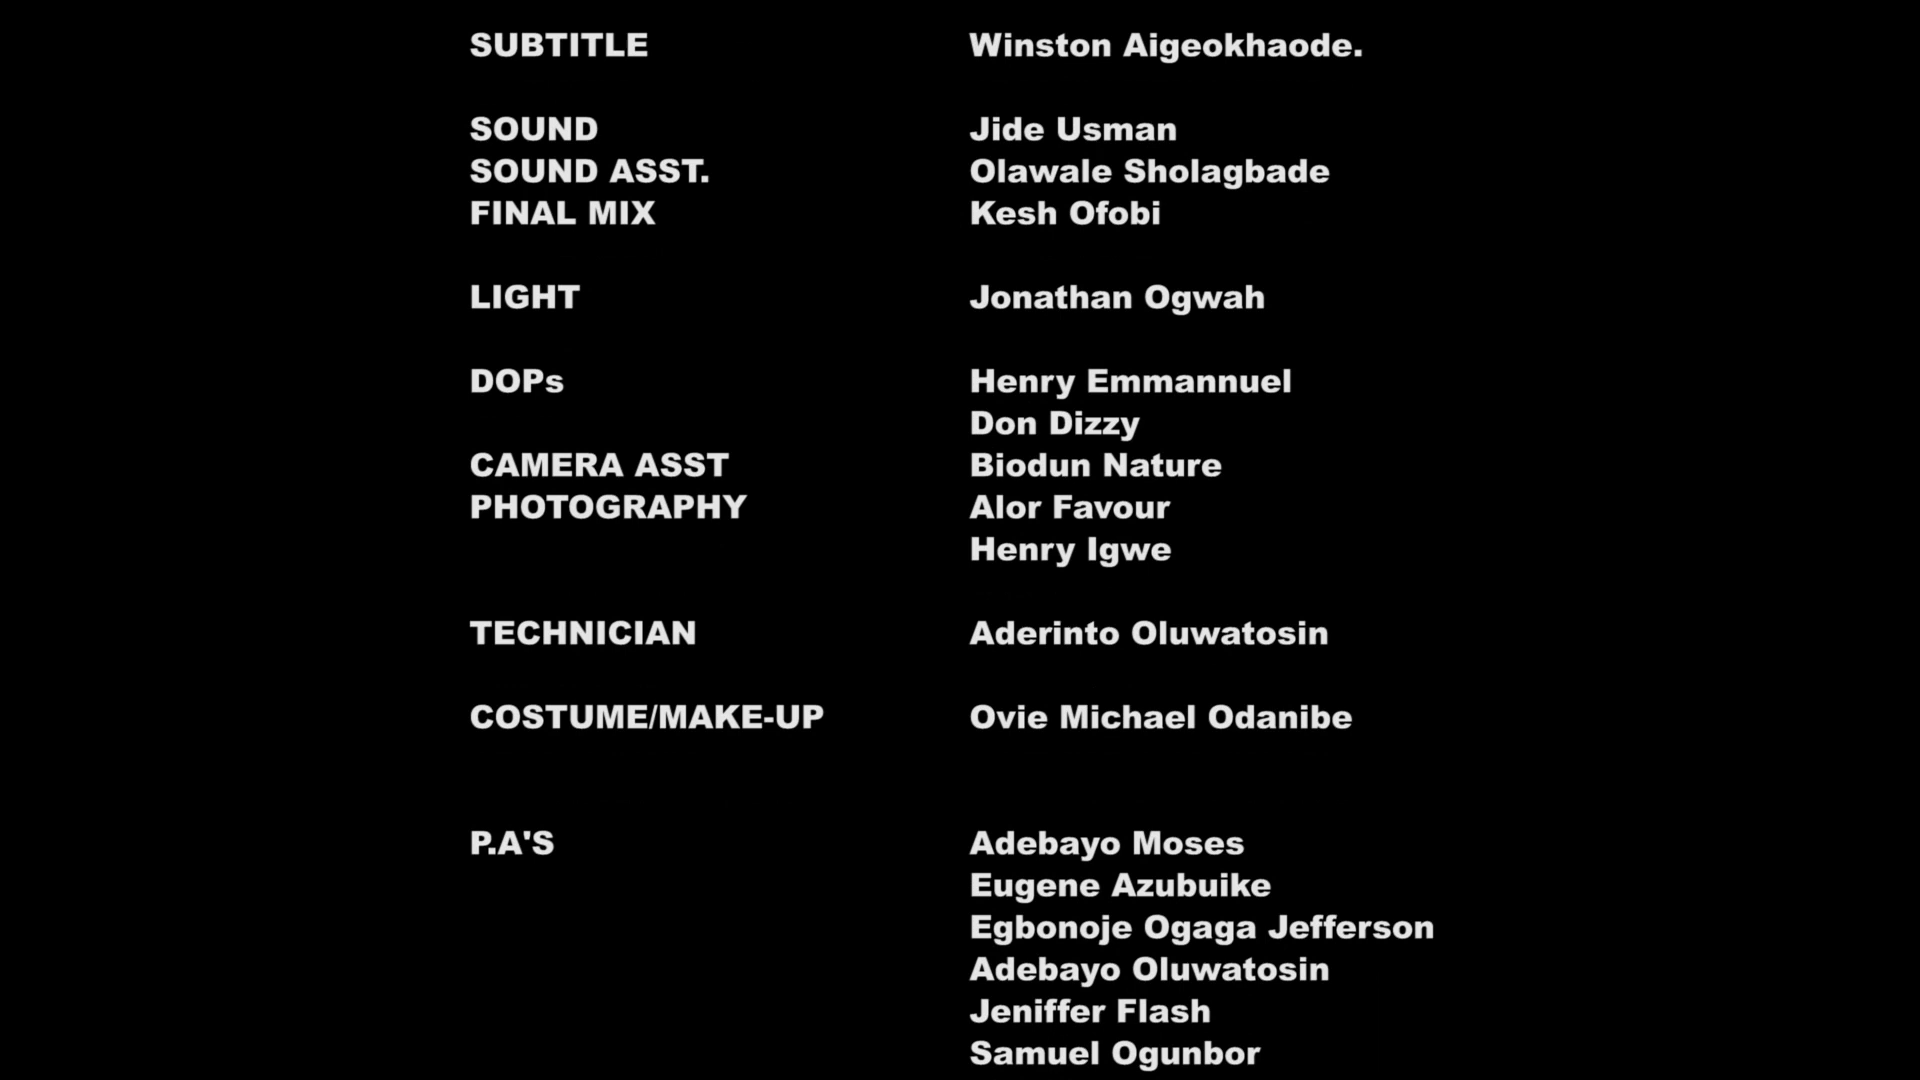 SUBTITLE Winston Aigeokhaode.
SOUND Jide Usman
SOUND ASST. Olawale Sholagbade
FINAL MIX Kesh Ofobi
LIGHT Jonathan Ogwah
DOPs Henry Emmannuel
Don Dizzy
CAMERA ASST Biodun Nature
PHOTOGRAPHY Alor Favour
Henry Igwe
TECHNICIAN Aderinto Oluwatosin
COSTUME/MAKE-UP Ovie Michael Odanibe
P.A'S Adebayo Moses
Eugene Azubuike
Egbonoje Ogaga Jefferson
Adebayo Oluwatosin
Jeniffer Flash
Samuel Ogunbor